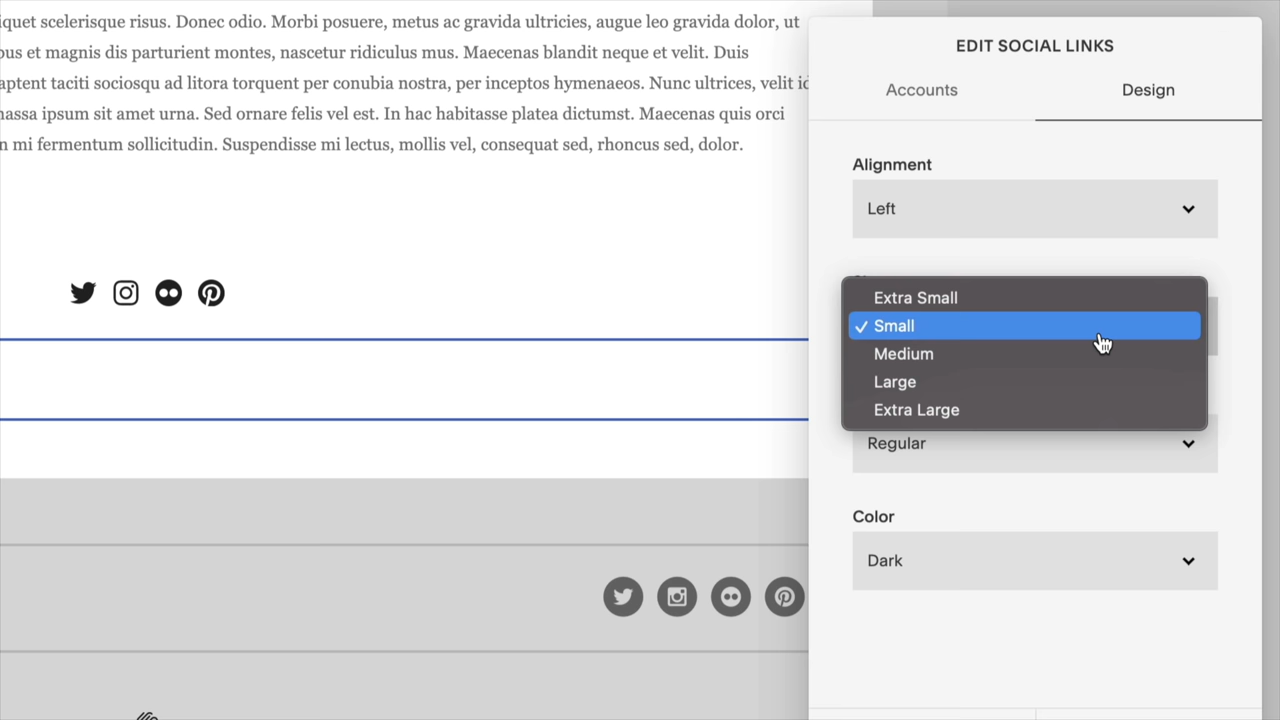 iquet scelerisque risus. Donec odio. Morbi posuere, metus ac gravida ultricies, augue leo gravida dolor, ut
ous et magnis dis parturient montes, nascetur ridiculus mus. Maecenas blandit neque et velit. Duis
aptent taciti sociosqu ad litora torquent per conubia nostra, per inceptos hymenaeos. Nunc ultrices, velit id
massa ipsum sit amet urna. Sed ornare felis vel est. In hac habitasse platea dictumst. Maecenas quis orci
n mi fermentum sollicitudin. Suspendisse mi lectus, mollis vel, consequat sed, rhoncus sed, dolor.
EDIT SOCIAL LINKS
Accounts
Design
Alignment
Left
Extra Small
✓ Small
Medium
Large
Extra Large
Regular
Color
Dark